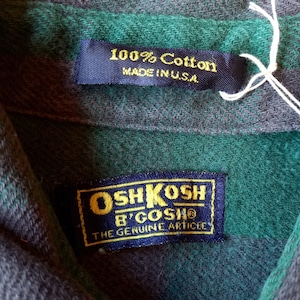 100% Cotton
MADE IN U.S.A.
OSHKOSH
B'GOSH®
THE GENUINE ARTICLE